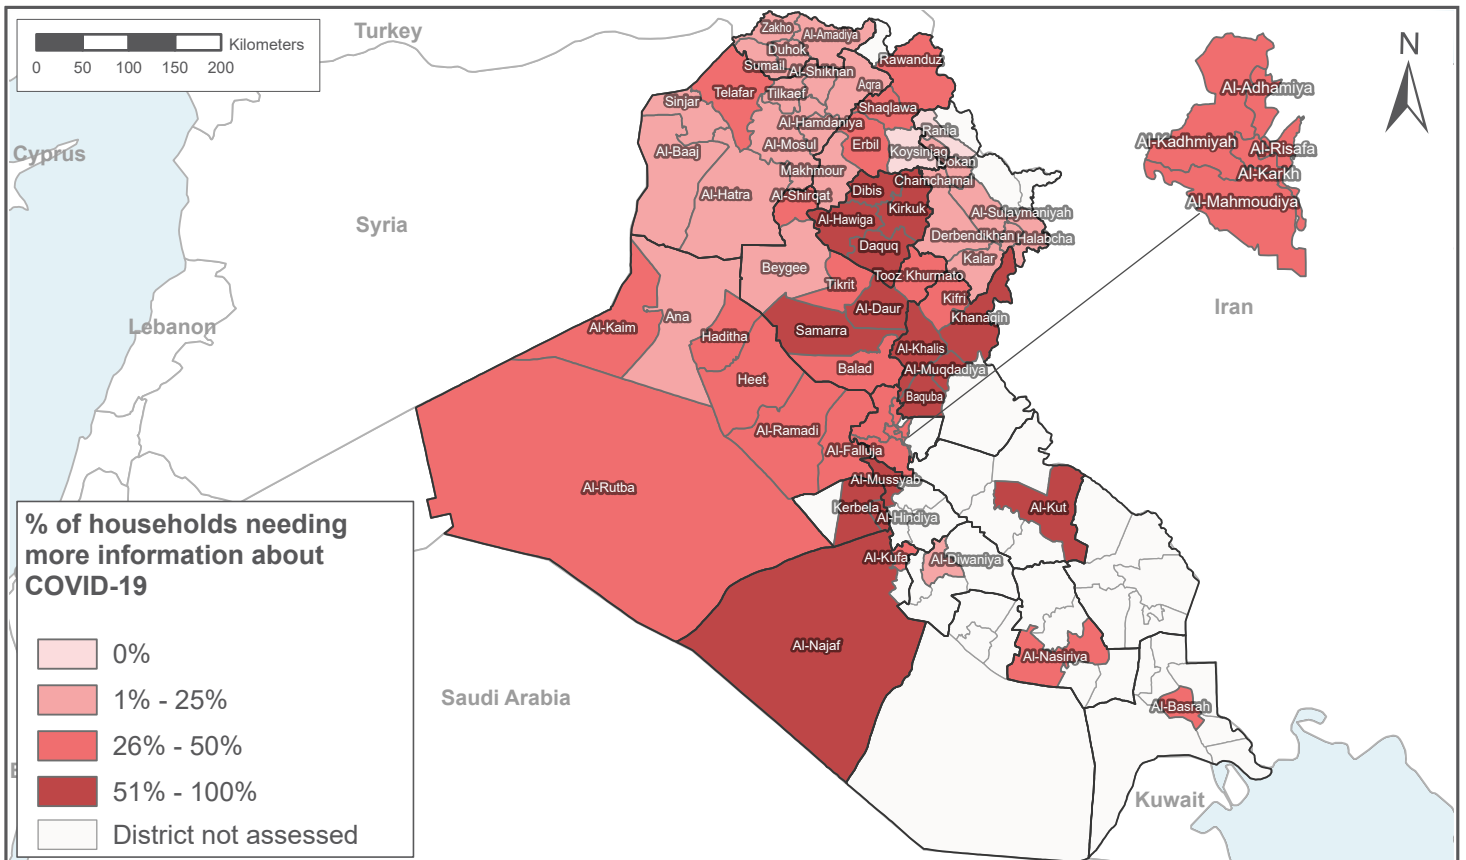 Turkey
Kilometers
0 50 100 150 200
Cyprus
Syria
Lebanon
Iran
Saudi Arabia
Kuwait
E
N
Zakho
Al-Amadiya
Duhok
Sumail
Al-Shikhan
Rawanduz
Telafar
Tilkaef
Aqra
Sinjar
Shaqlawa
Al-Hamdaniya
Rania
Al-Baaj
Al-Mosul
Erbil
Koysinjaq
Dokan
Makhmour
Chamchamal
Al-Hatra
Al-Shirqat
Dibis
Kirkuk
Al-Hawiga
Al-Sulaymaniyah
Derbendikhan
Halabcha
Daquq
Kalar
Beygee
Tooz Khurmato
Tikrit
Kifri
Al-Daur
Khanaqin
Ana
Al-Kaim
Haditha
Samarra
Al-Khalis
Balad
Al-Muqdadiya
Heet
Baquba
Al-Ramadi
Al-Falluja
Al-Rutba
Al-Mussyab
Kerbela
Al-Hindiya
Al-Kut
Al-Kufa
Al-Diwaniya
Al-Najaf
Al-Nasiriya
Al-Basrah
Al-Adhamiya
Al-Kadhmiyah
Al-Risafa
Al-Karkh
Al-Mahmoudiya
% of households needing
more information about
COVID-19
0%
1% - 25%
26% - 50%
51% - 100%
District not assessed